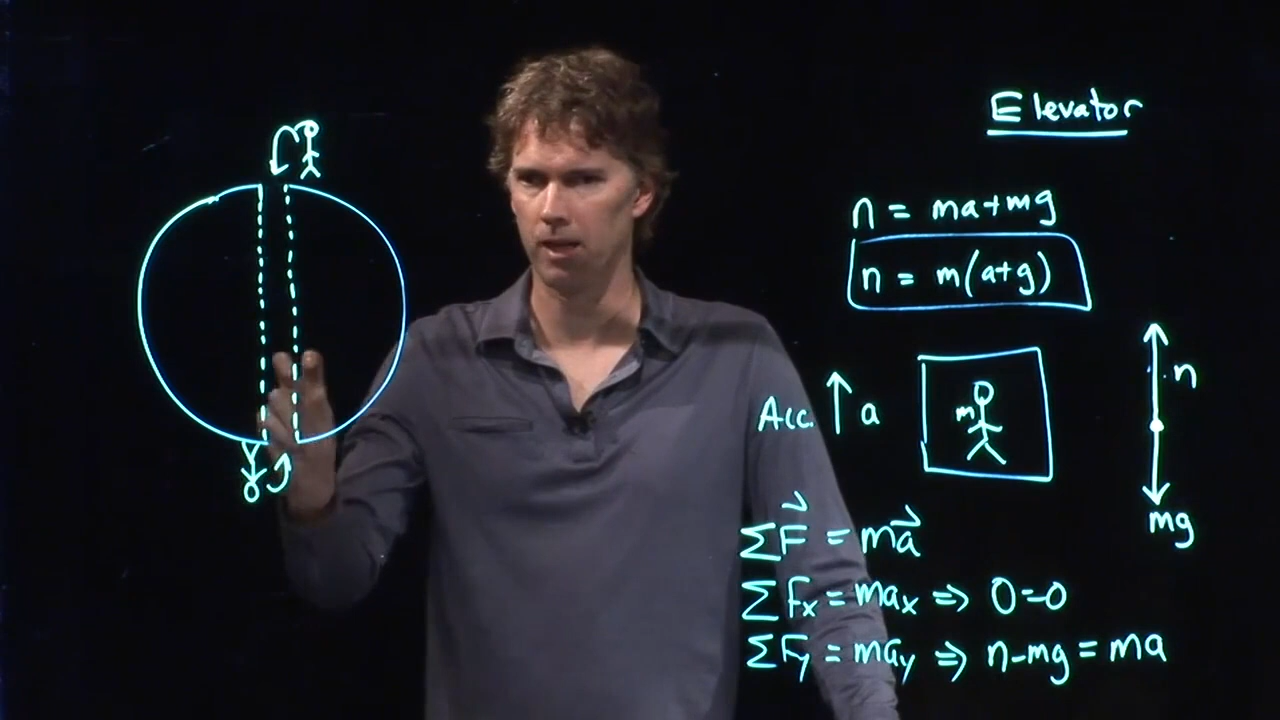 Elevator
n = ma+mg
n = m(a+g)
Acc. ↑ a
m
n
mg
ΣF⃗ = ma⃗
ΣFx = max ⇒ 0=0
ΣFy = may ⇒ n-mg = ma